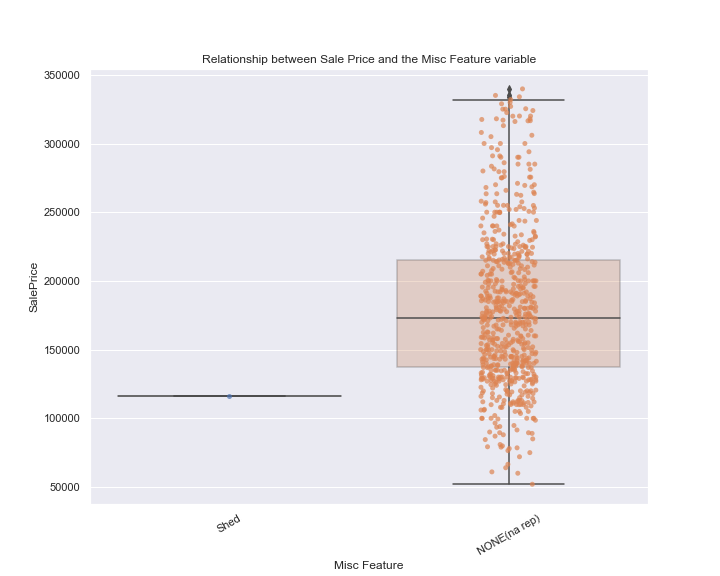 Relationship between Sale Price and the Misc Feature variable
350000
300000
250000
200000
150000
100000
50000
SalePrice
Shed
NONE(na rep)
Misc Feature